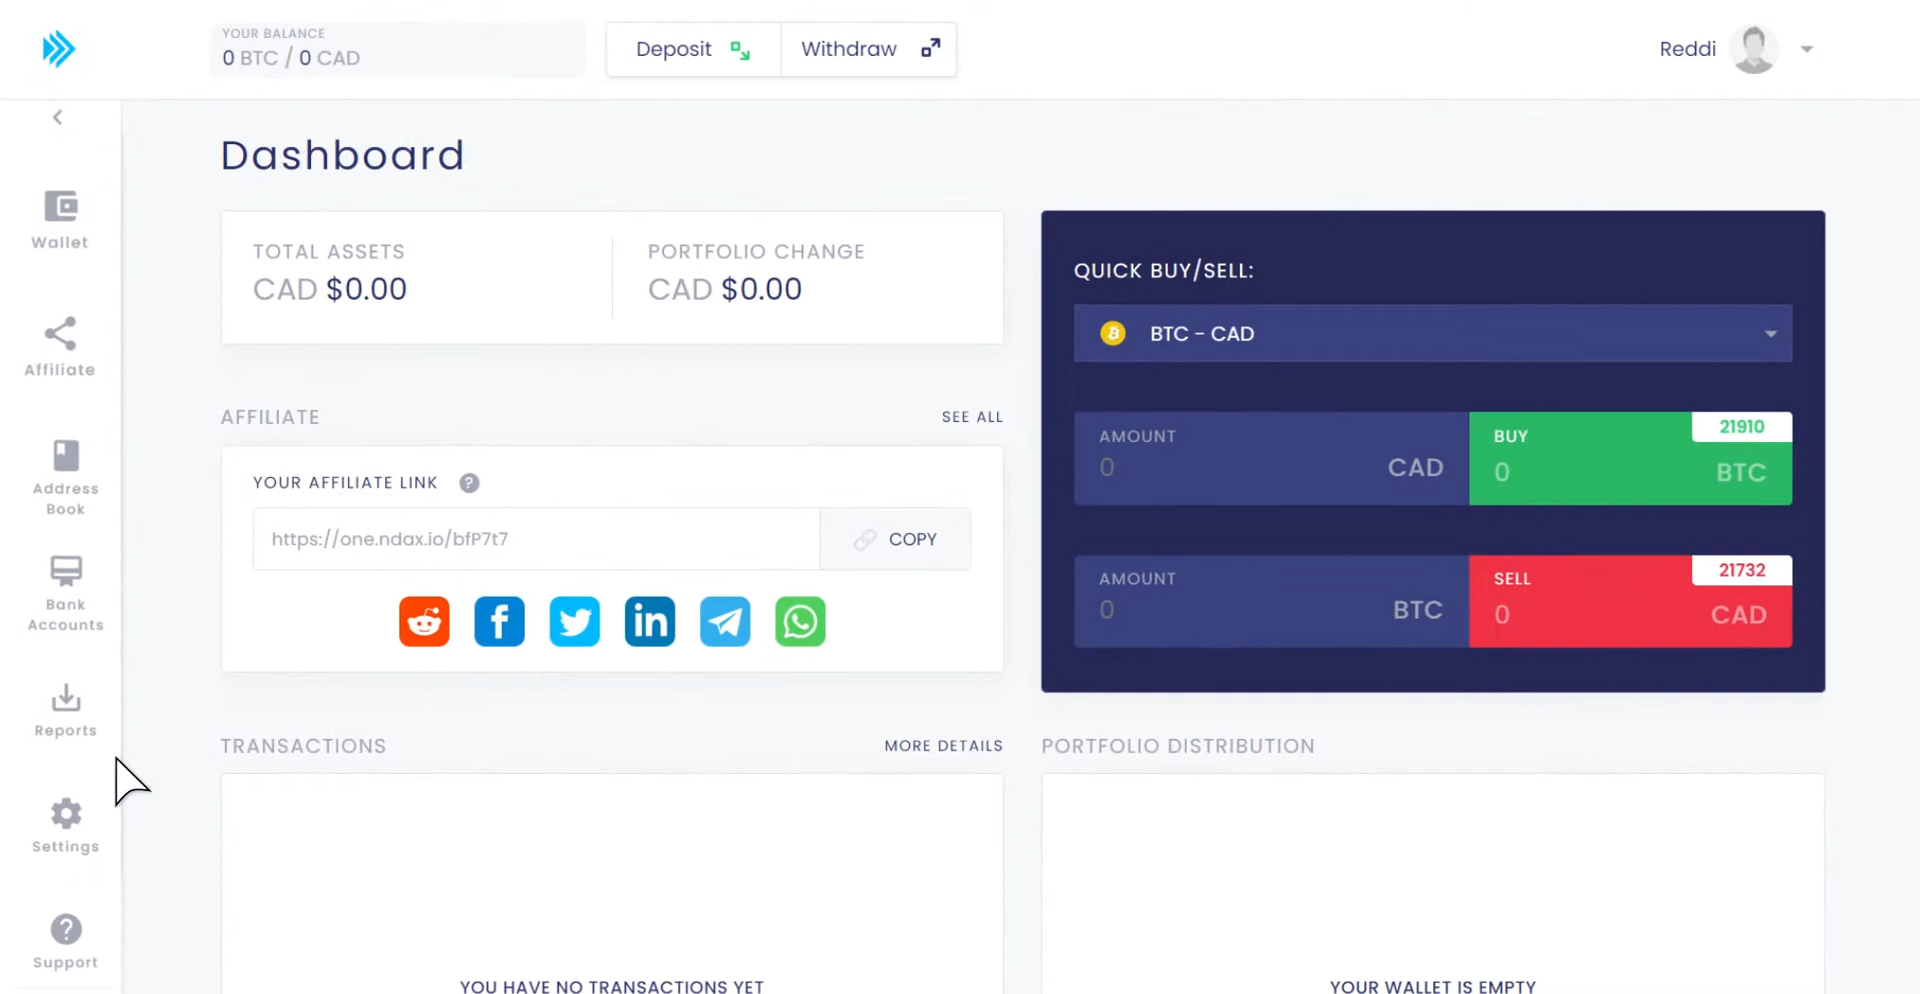 YOUR BALANCE
0 BTC / 0 CAD
Deposit
Withdraw
Reddi
Dashboard
Wallet
Affiliate
Address
Book
Bank
Accounts
Reports
Settings
Support
TOTAL ASSETS
CAD $0.00
PORTFOLIO CHANGE
CAD $0.00
AFFILIATE
SEE ALL
YOUR AFFILIATE LINK ?
https://one.ndax.io/bfP7t7
COPY
QUICK BUY/SELL:
BTC - CAD
AMOUNT
0 CAD
BUY
21910
0 BTC
AMOUNT
0 BTC
SELL
21732
0 CAD
TRANSACTIONS
MORE DETAILS
YOU HAVE NO TRANSACTIONS YET
PORTFOLIO DISTRIBUTION
YOUR WALLET IS EMPTY